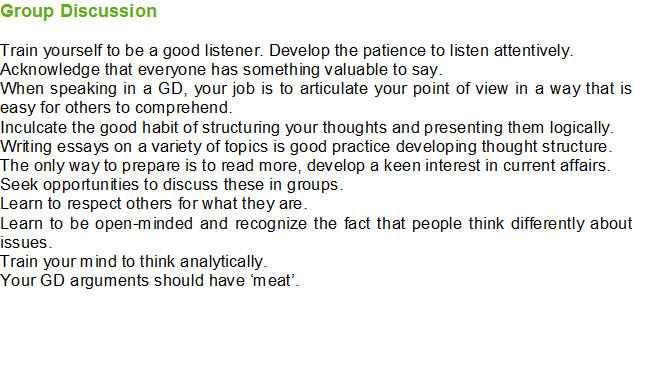 Group Discussion
Train yourself to be a good listener. Develop the patience to listen attentively.
Acknowledge that everyone has something valuable to say.
When speaking in a GD, your job is to articulate your point of view in a way that is
easy for others to comprehend.
Inculcate the good habit of structuring your thoughts and presenting them logically.
Writing essays on a variety of topics is good practice developing thought structure.
The only way to prepare is to read more, develop a keen interest in current affairs.
Seek opportunities to discuss these in groups.
Learn to respect others for what they are.
Learn to be open-minded and recognize the fact that people think differently about
issues.
Train your mind to think analytically.
Your GD arguments should have ‘meat’.